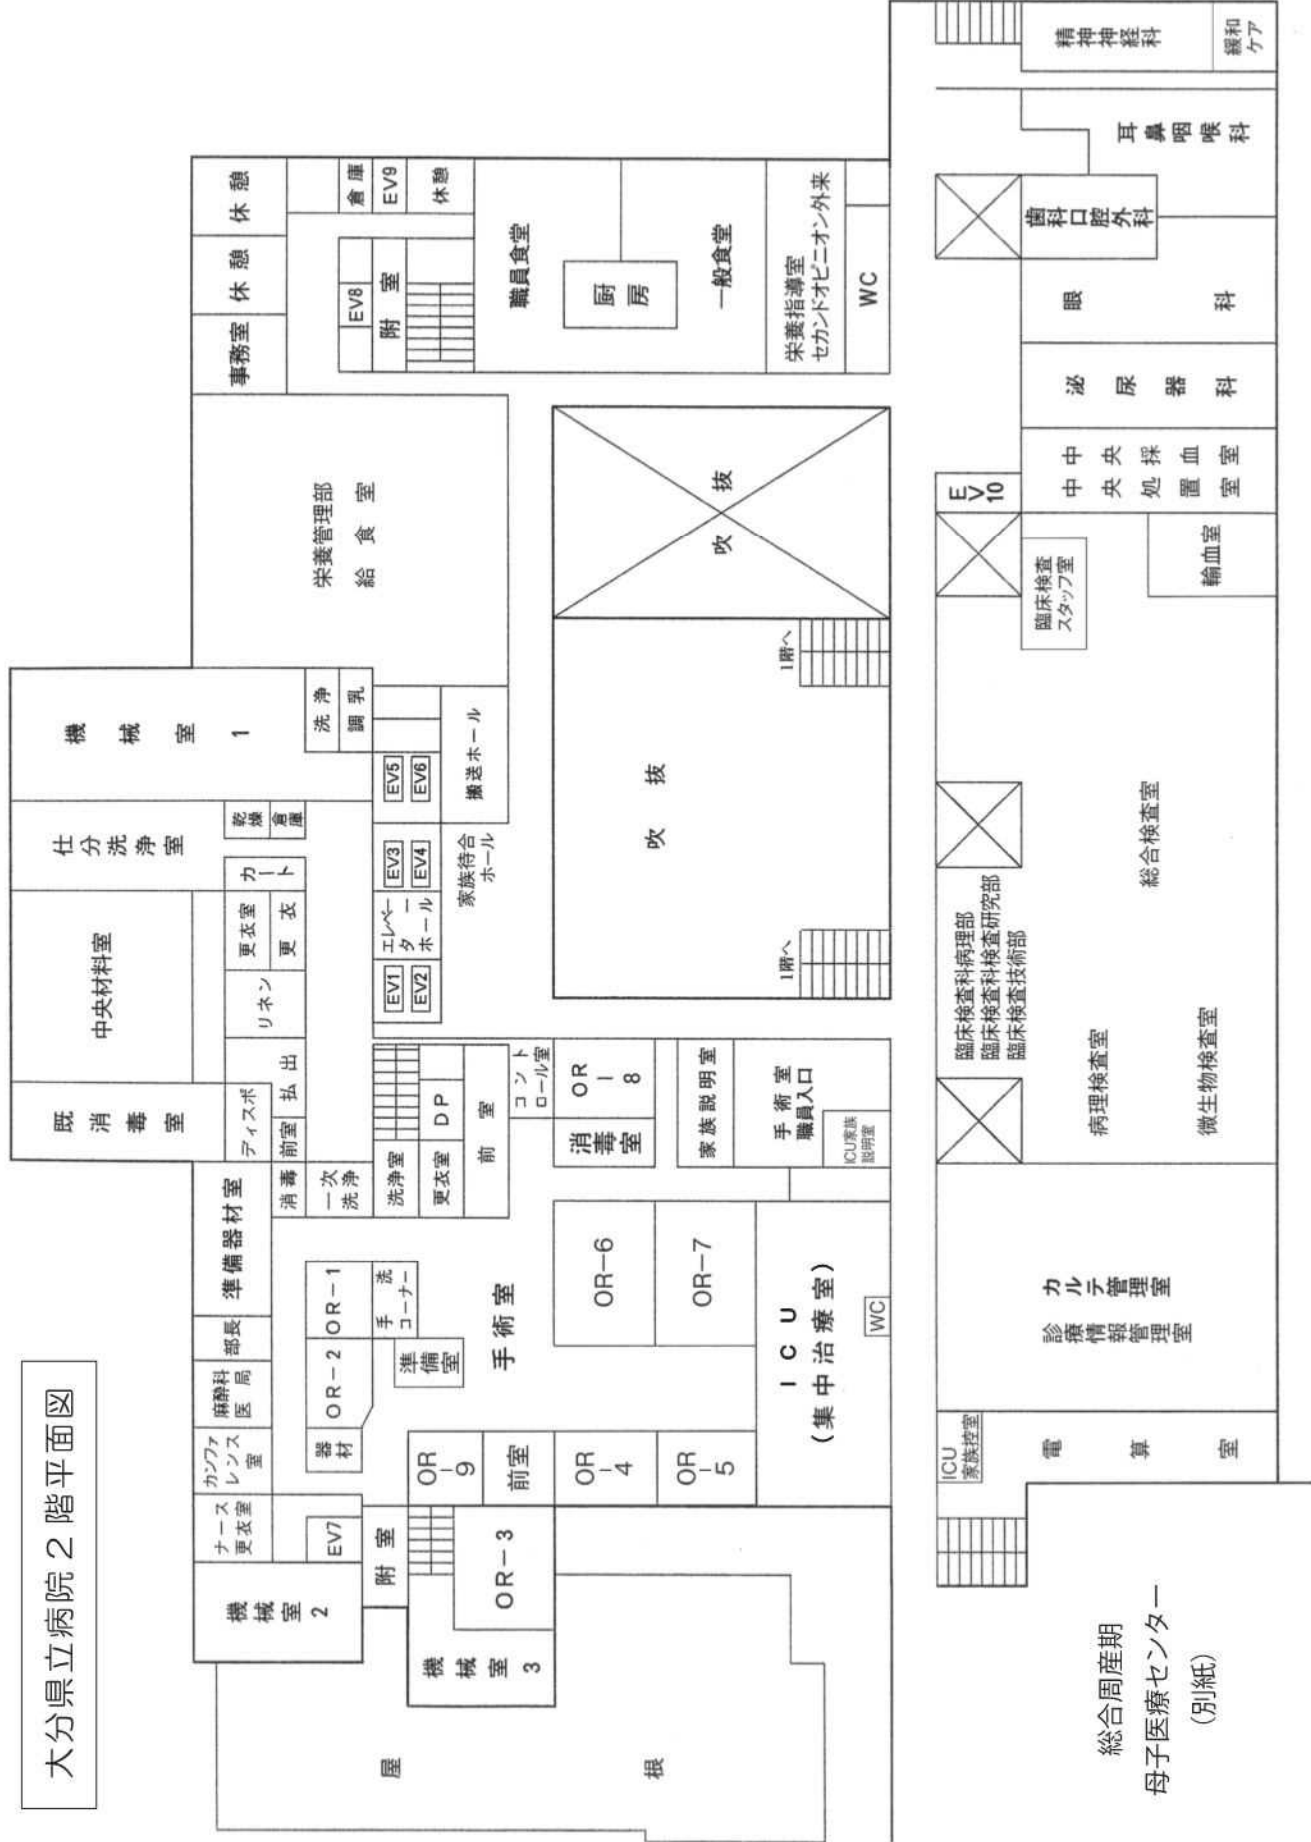 大分県立病院2階平面図
機械室1
仕分洗浄室
中央材料室
既消毒室
洗浄
調乳
乾燥
倉庫
カート
更衣室
更衣
リネン
払出
ディスポ
前室
休憩
休憩
事務室
倉庫
EV9
休憩
EV8
附室
栄養管理部
給食室
職員食堂
厨房
一般食堂
栄養指導室
セカンドオピニオン外来
WC
EV5
EV6
搬送ホール
EV3
EV4
エレベーターホール
家族待合
ホール
EV1
EV2
吹抜
吹抜
1階へ
1階へ
準備器材室
消毒
一次
洗浄
洗浄室
更衣室
DP
前室
コント
ロール室
OR-8
消毒室
家族説明室
手術室
職員入口
ICU家族
説明室
部長
麻酔科
医局
カンファ
レンス
室
ナース
更衣室
EV7
機械室2
OR-1
OR-2
手洗
コーナー
準備室
器材
手術室
OR-6
OR-7
OR-9
前室
OR-4
OR-5
ICU
(集中治療室)
WC
附室
OR-3
機械室3
屋根
精神神経科
緩和
ケア
耳鼻咽喉科
歯科口腔外科
眼科
泌尿器科
中央採血室
中央処置室
EV10
輸血室
臨床検査
スタッフ室
総合検査室
臨床検査科病理部
臨床検査科検査研究部
臨床検査技術部
病理検査室
微生物検査室
カルテ管理室
診療情報管理室
ICU
家族控室
電算室
総合周産期
母子医療センター
(別紙)